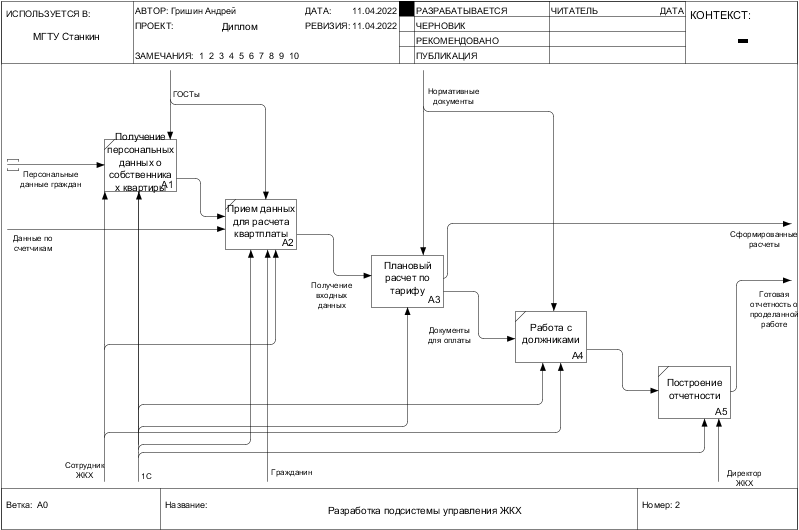 ИСПОЛЬЗУЕТСЯ В:
МГТУ Станкин
АВТОР: Гришин Андрей
ДАТА: 11.04.2022
ПРОЕКТ: Диплом
РЕВИЗИЯ: 11.04.2022
ЗАМЕЧАНИЯ: 1 2 3 4 5 6 7 8 9 10
РАЗРАБАТЫВАЕТСЯ
ЧЕРНОВИК
РЕКОМЕНДОВАНО
ПУБЛИКАЦИЯ
ЧИТАТЕЛЬ
ДАТА
КОНТЕКСТ:
ГОСТы
Нормативные
документы
Получение
персональных
данных о
собственника
х квартиры
A1
Персональные
данные граждан
Прием данных
для расчета
квартплаты
A2
Данные по
счетчикам
Сформированные
расчеты
Плановый
расчет по
тарифу
A3
Получение
входных
данных
Готовая
отчетность о
проделанной
работе
Документы
для оплаты
Работа с
должниками
A4
Построение
отчетности
A5
Сотрудник
ЖКХ
1С
Гражданин
Директор
ЖКХ
Ветка: A0
Название:
Разработка подсистемы управления ЖКХ
Номер: 2